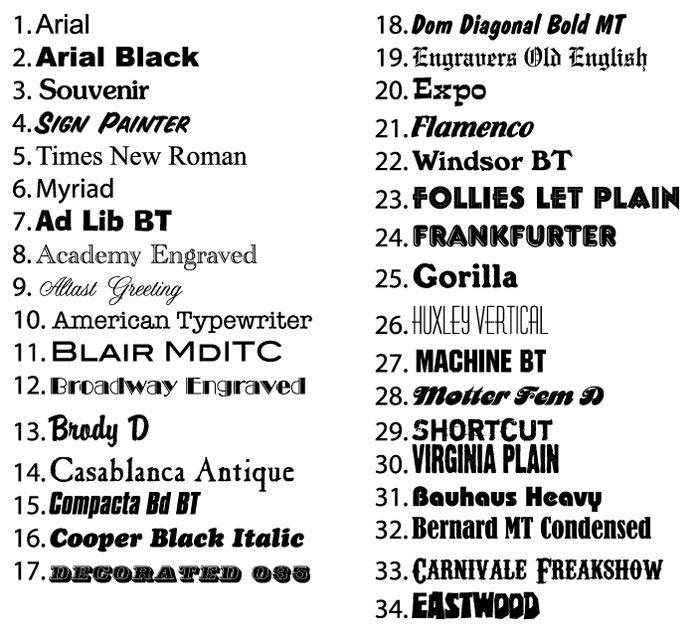 1. Arial
2. Arial Black
3. Souvenir
4. SIGN PAINTER
5. Times New Roman
6. Myriad
7. Ad Lib BT
8. Academy Engraved
9. Altast Greeting
10. American Typewriter
11. BLAIR MDITC
12. Broadway Engraved
13. Brody D
14. Casablanca Antique
15. Compacta Bd BT
16. Cooper Black Italic
17. DECORATED 035
18. Dom Diagonal Bold MT
19. Engravers Old English
20. Expo
21. Flamenco
22. Windsor BT
23. FOLLIES LET PLAIN
24. FRANKFURTER
25. Gorilla
26. HUXLEY VERTICAL
27. MACHINE BT
28. Motter Fem D
29. SHORTCUT
30. VIRGINIA PLAIN
31. Bauhaus Heavy
32. Bernard MT Condensed
33. CARNIVALE FREAKSHOW
34. EASTWOOD